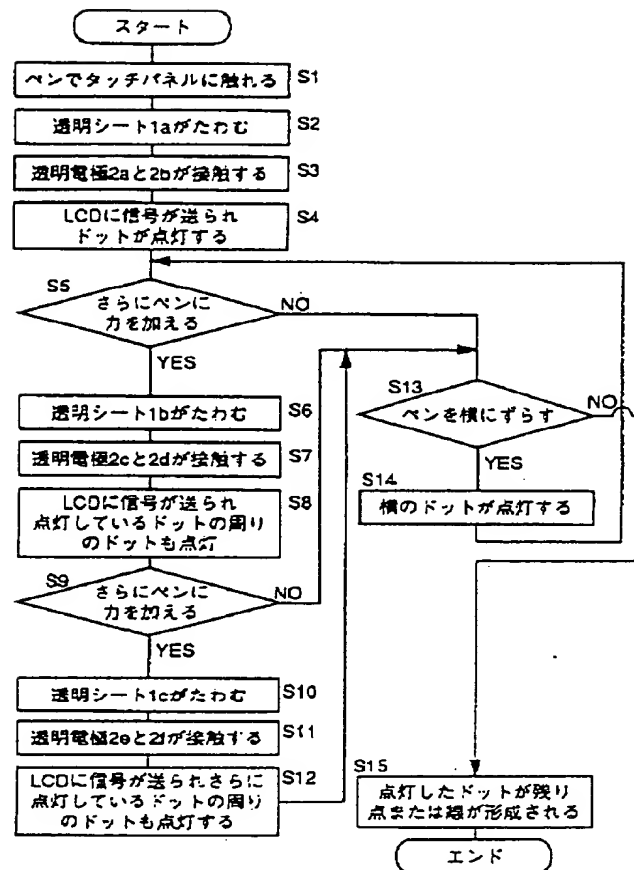 スタート
ペンでタッチパネルに触れる
S1
透明シート1aがたわむ
S2
透明電極2aと2bが接触する
S3
LCDに信号が送られ
ドットが点灯する
S4
S5
さらにペンに
力を加える
NO
YES
透明シート1bがたわむ
S6
透明電極2cと2dが接触する
S7
LCDに信号が送られ
点灯しているドットの周り
のドットも点灯
S8
S9
さらにペンに
力を加える
NO
YES
透明シート1cがたわむ
S10
透明電極2eと2fが接触する
S11
LCDに信号が送られさらに
点灯しているドットの周り
のドットも点灯する
S12
S13
ペンを横にずらす
NO
YES
S14
横のドットが点灯する
S15
点灯したドットが残り
点または線が形成される
エンド